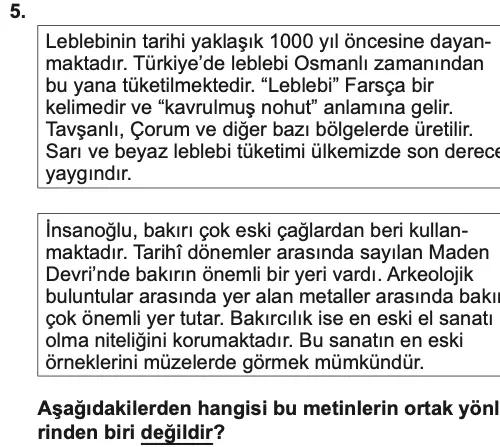 5.
Leblebinin tarihi yaklaşık 1000 yıl öncesine dayan-
maktadır. Türkiye'de leblebi Osmanlı zamanından
bu yana tüketilmektedir. “Leblebi” Farsça bir
kelimedir ve “kavrulmuş nohut” anlamına gelir.
Tavşanlı, Çorum ve diğer bazı bölgelerde üretilir.
Sarı ve beyaz leblebi tüketimi ülkemizde son derece
yaygındır.
İnsanoğlu, bakırı çok eski çağlardan beri kullan-
maktadır. Tarihî dönemler arasında sayılan Maden
Devri'nde bakırın önemli bir yeri vardı. Arkeolojik
buluntular arasında yer alan metaller arasında bakır
çok önemli yer tutar. Bakırcılık ise en eski el sanatı
olma niteliğini korumaktadır. Bu sanatın en eski
örneklerini müzelerde görmek mümkündür.
Aşağıdakilerden hangisi bu metinlerin ortak yönl
rinden biri değildir?